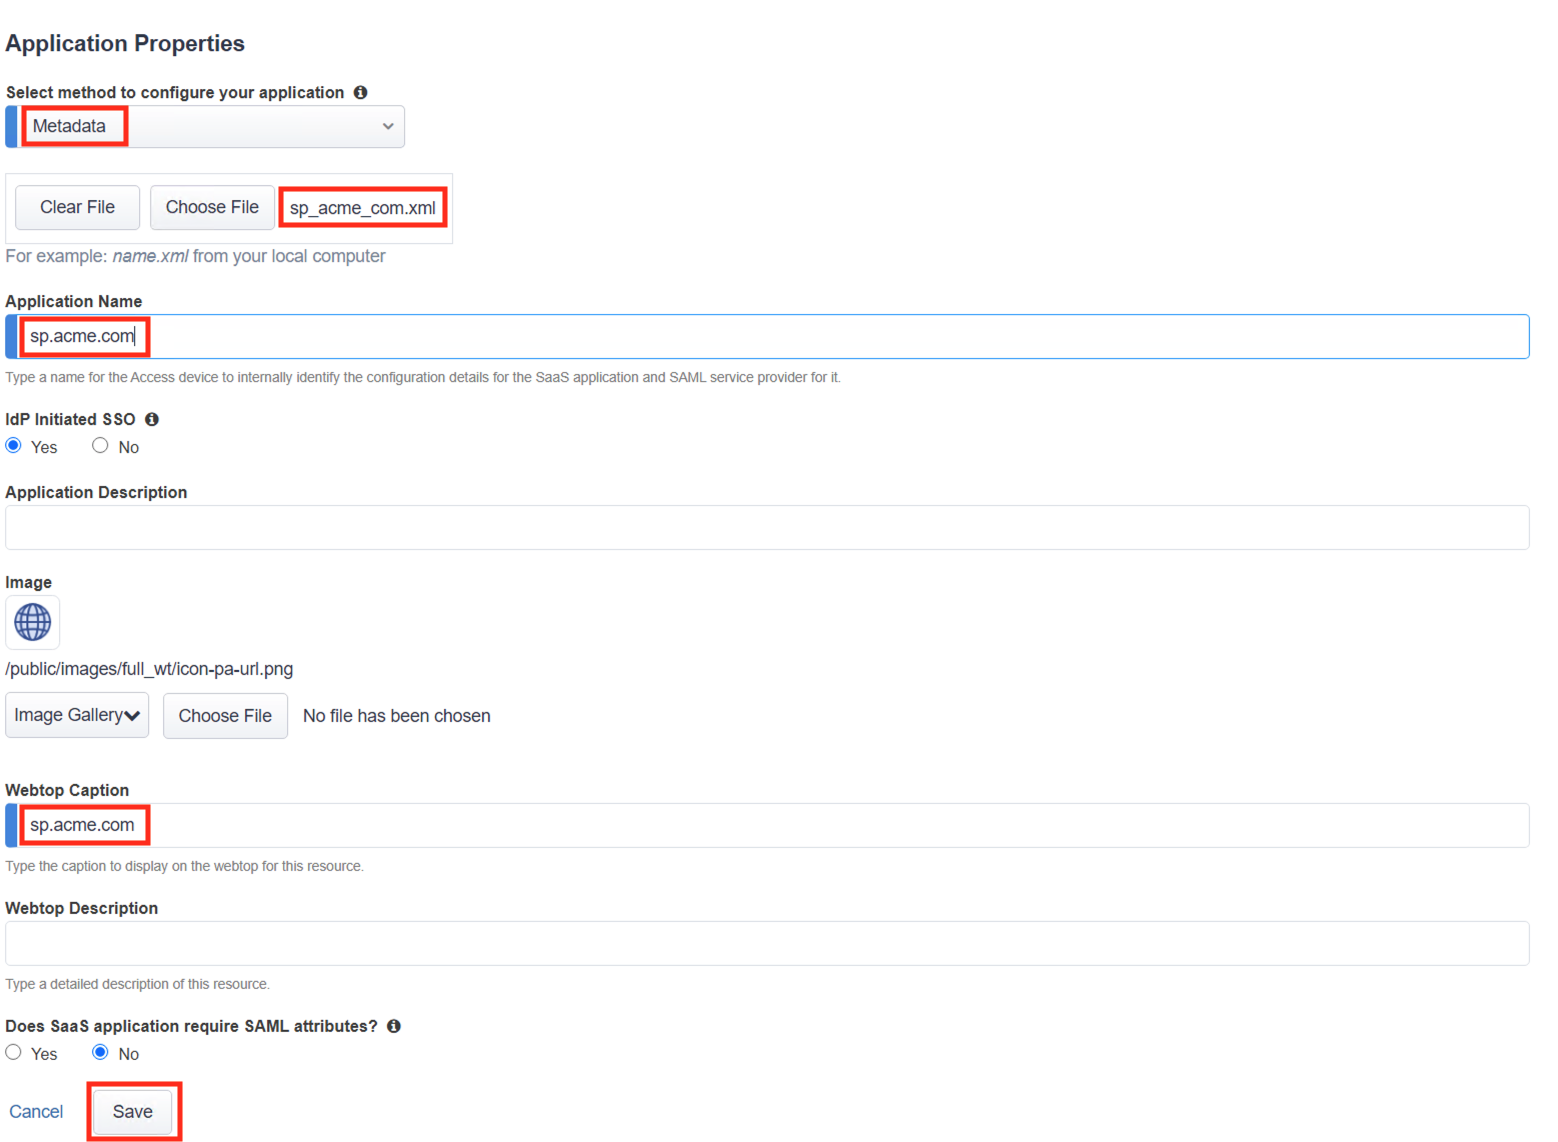 Application Properties
Select method to configure your application
Metadata
Clear File Choose File sp_acme_com.xml
For example: name.xml from your local computer
Application Name
sp.acme.com
Type a name for the Access device to internally identify the configuration details for the SaaS application and SAML service provider for it.
IdP Initiated SSO
Yes No
Application Description
Image
/public/images/full_wt/icon-pa-url.png
Image Gallery Choose File No file has been chosen
Webtop Caption
sp.acme.com
Type the caption to display on the webtop for this resource.
Webtop Description
Type a detailed description of this resource.
Does SaaS application require SAML attributes?
Yes No
Cancel Save